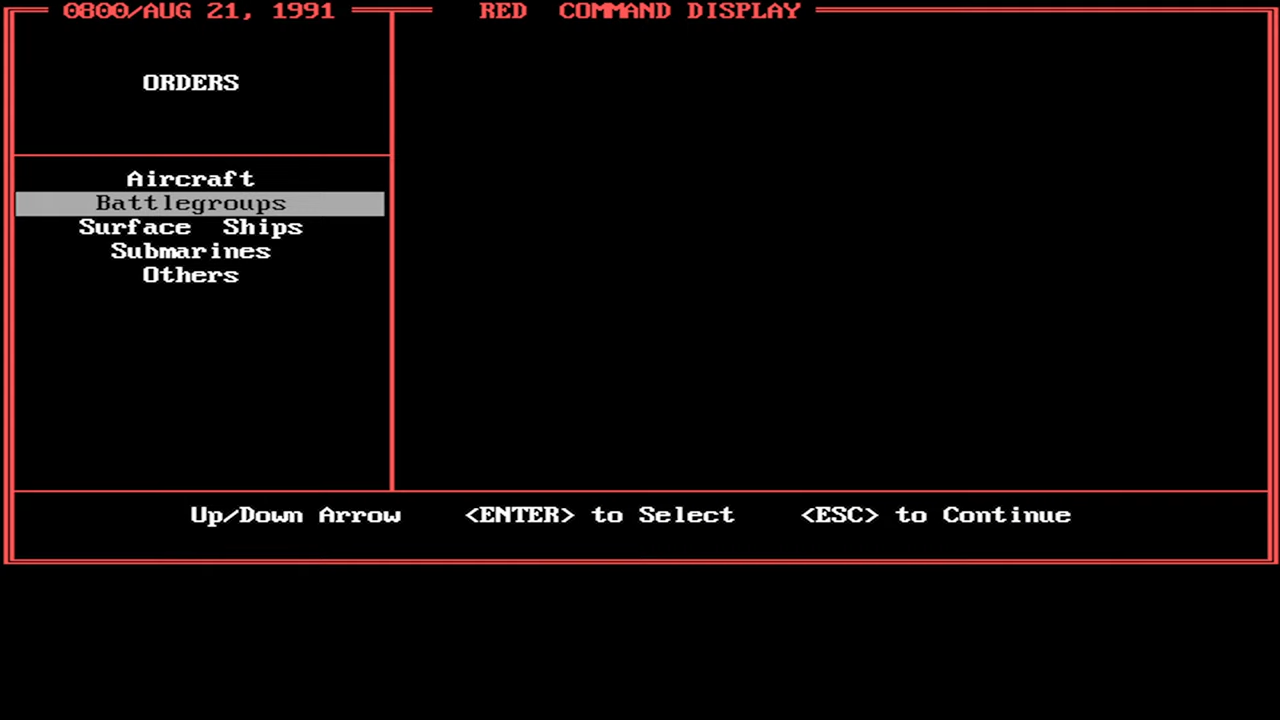 0800/AUG 21, 1991 RED COMMAND DISPLAY
ORDERS
Aircraft
Battlegroups
Surface Ships
Submarines
Others
Up/Down Arrow <ENTER> to Select <ESC> to Continue